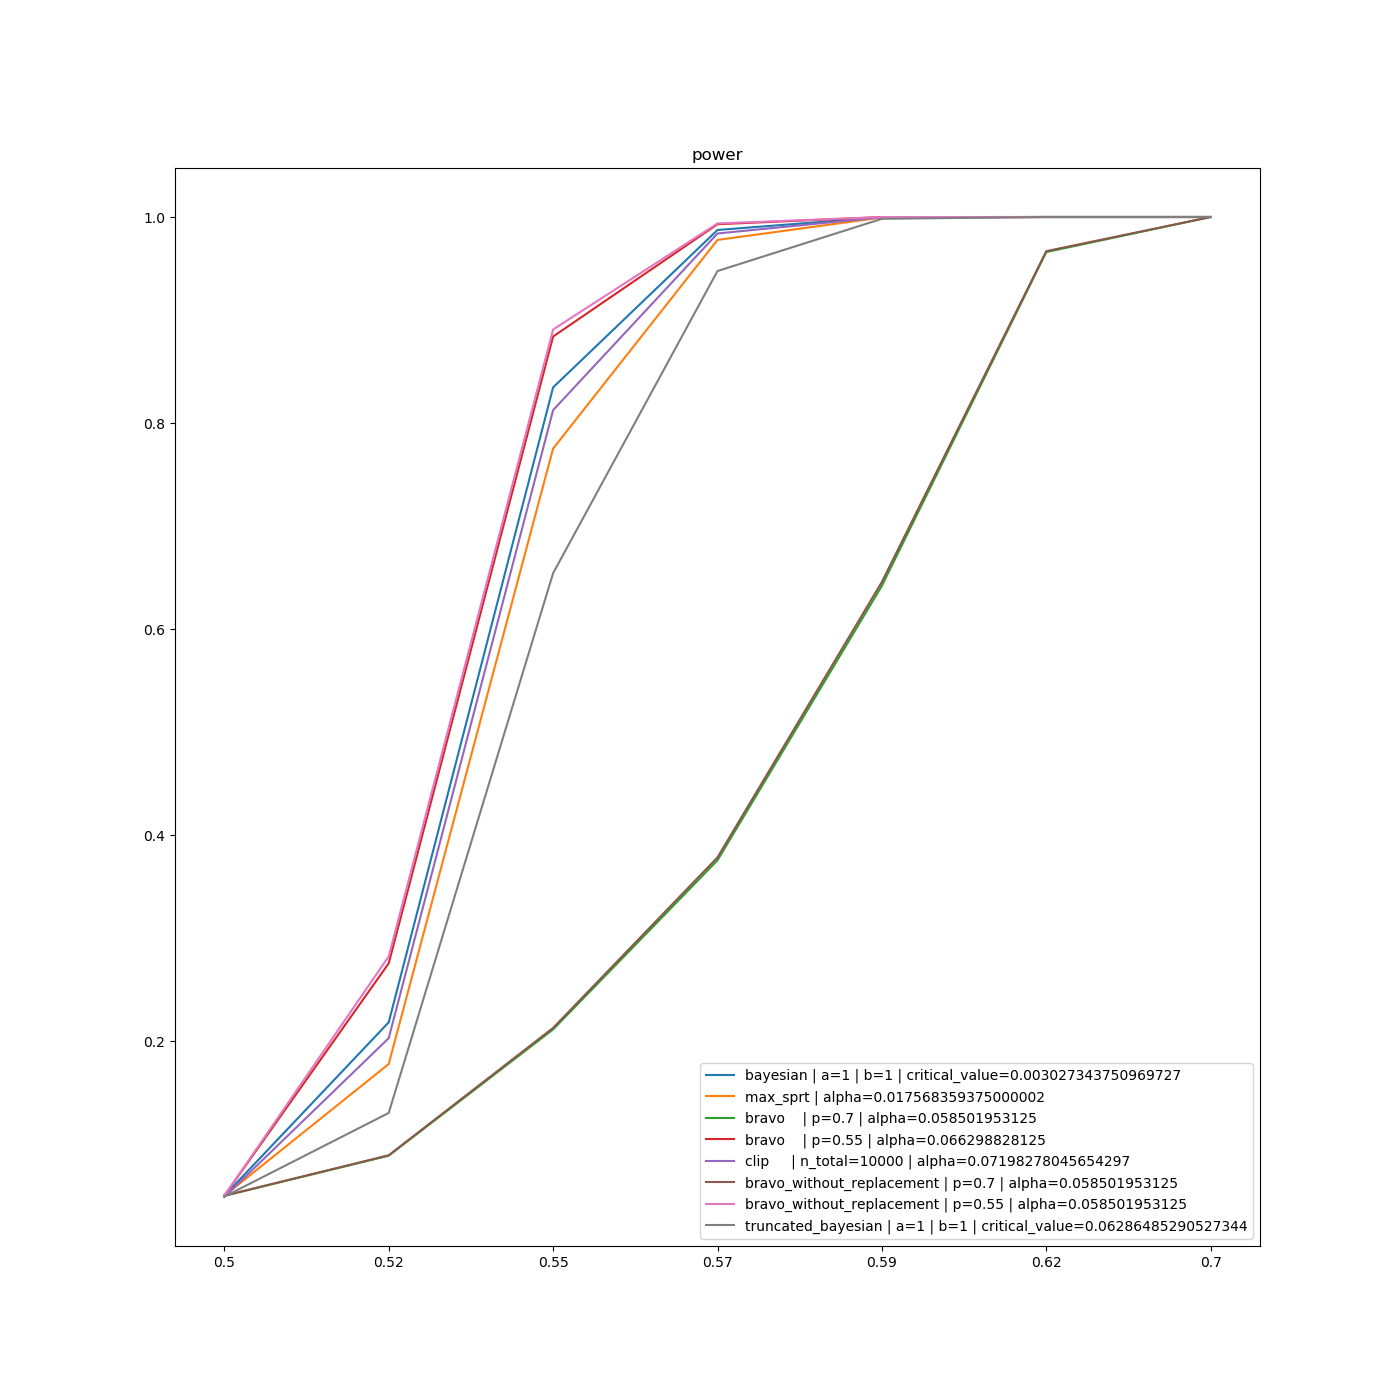 power
1.0
0.8
0.6
0.4
0.2
bayesian | a=1 | b=1 | critical_value=0.003027343750969727
max_sprt | alpha=0.017568359375000002
bravo    | p=0.7 | alpha=0.058501953125
bravo    | p=0.55 | alpha=0.066298828125
clip     | n_total=10000 | alpha=0.07198278045654297
bravo_without_replacement | p=0.7 | alpha=0.058501953125
bravo_without_replacement | p=0.55 | alpha=0.058501953125
truncated_bayesian | a=1 | b=1 | critical_value=0.06286485290527344
0.5 0.52 0.55 0.57 0.59 0.62 0.7